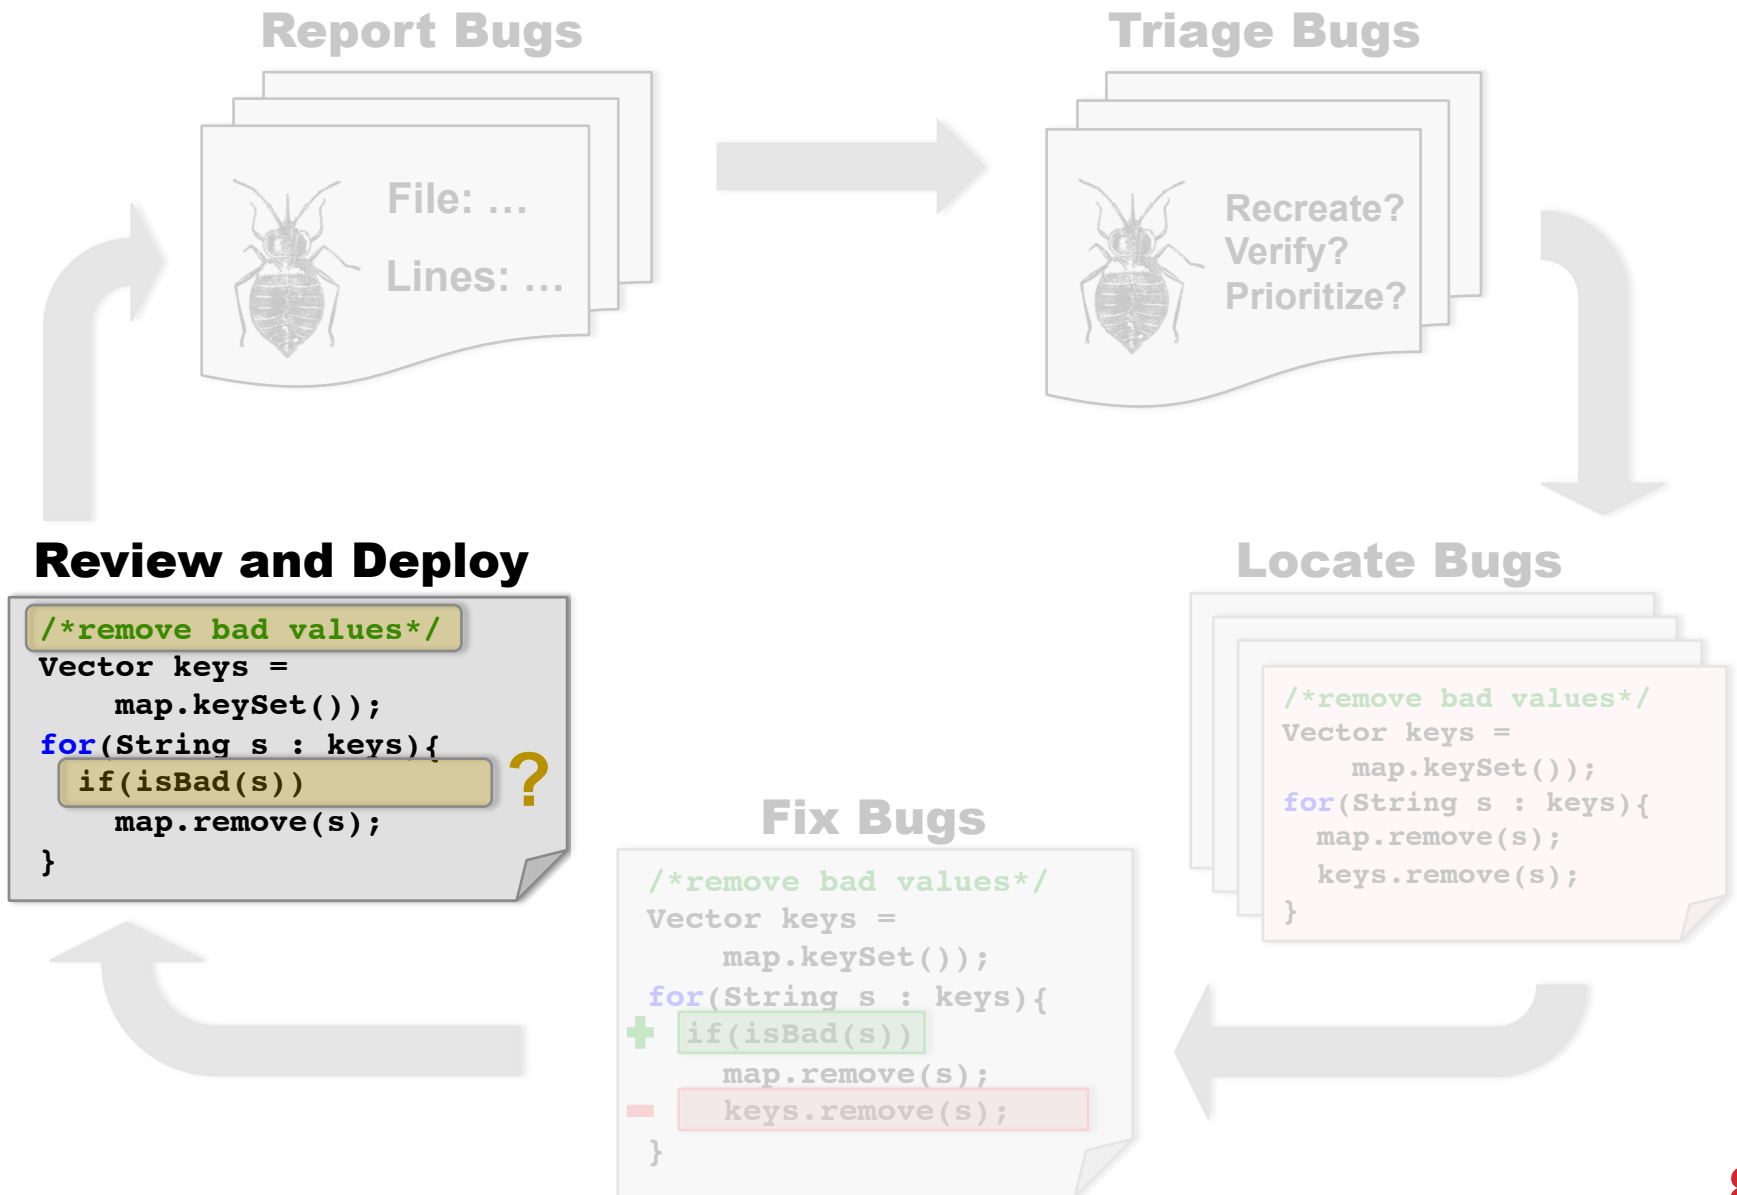 Report Bugs
File: …
Lines: …
Triage Bugs
Recreate?
Verify?
Prioritize?
Review and Deploy
/*remove bad values*/
Vector keys =
map.keySet());
for(String s : keys){
if(isBad(s))
?
map.remove(s);
}
Locate Bugs
/*remove bad values*/
Vector keys =
map.keySet());
for(String s : keys){
map.remove(s);
keys.remove(s);
}
Fix Bugs
/*remove bad values*/
Vector keys =
map.keySet());
for(String s : keys){
+ if(isBad(s))
map.remove(s);
- keys.remove(s);
}